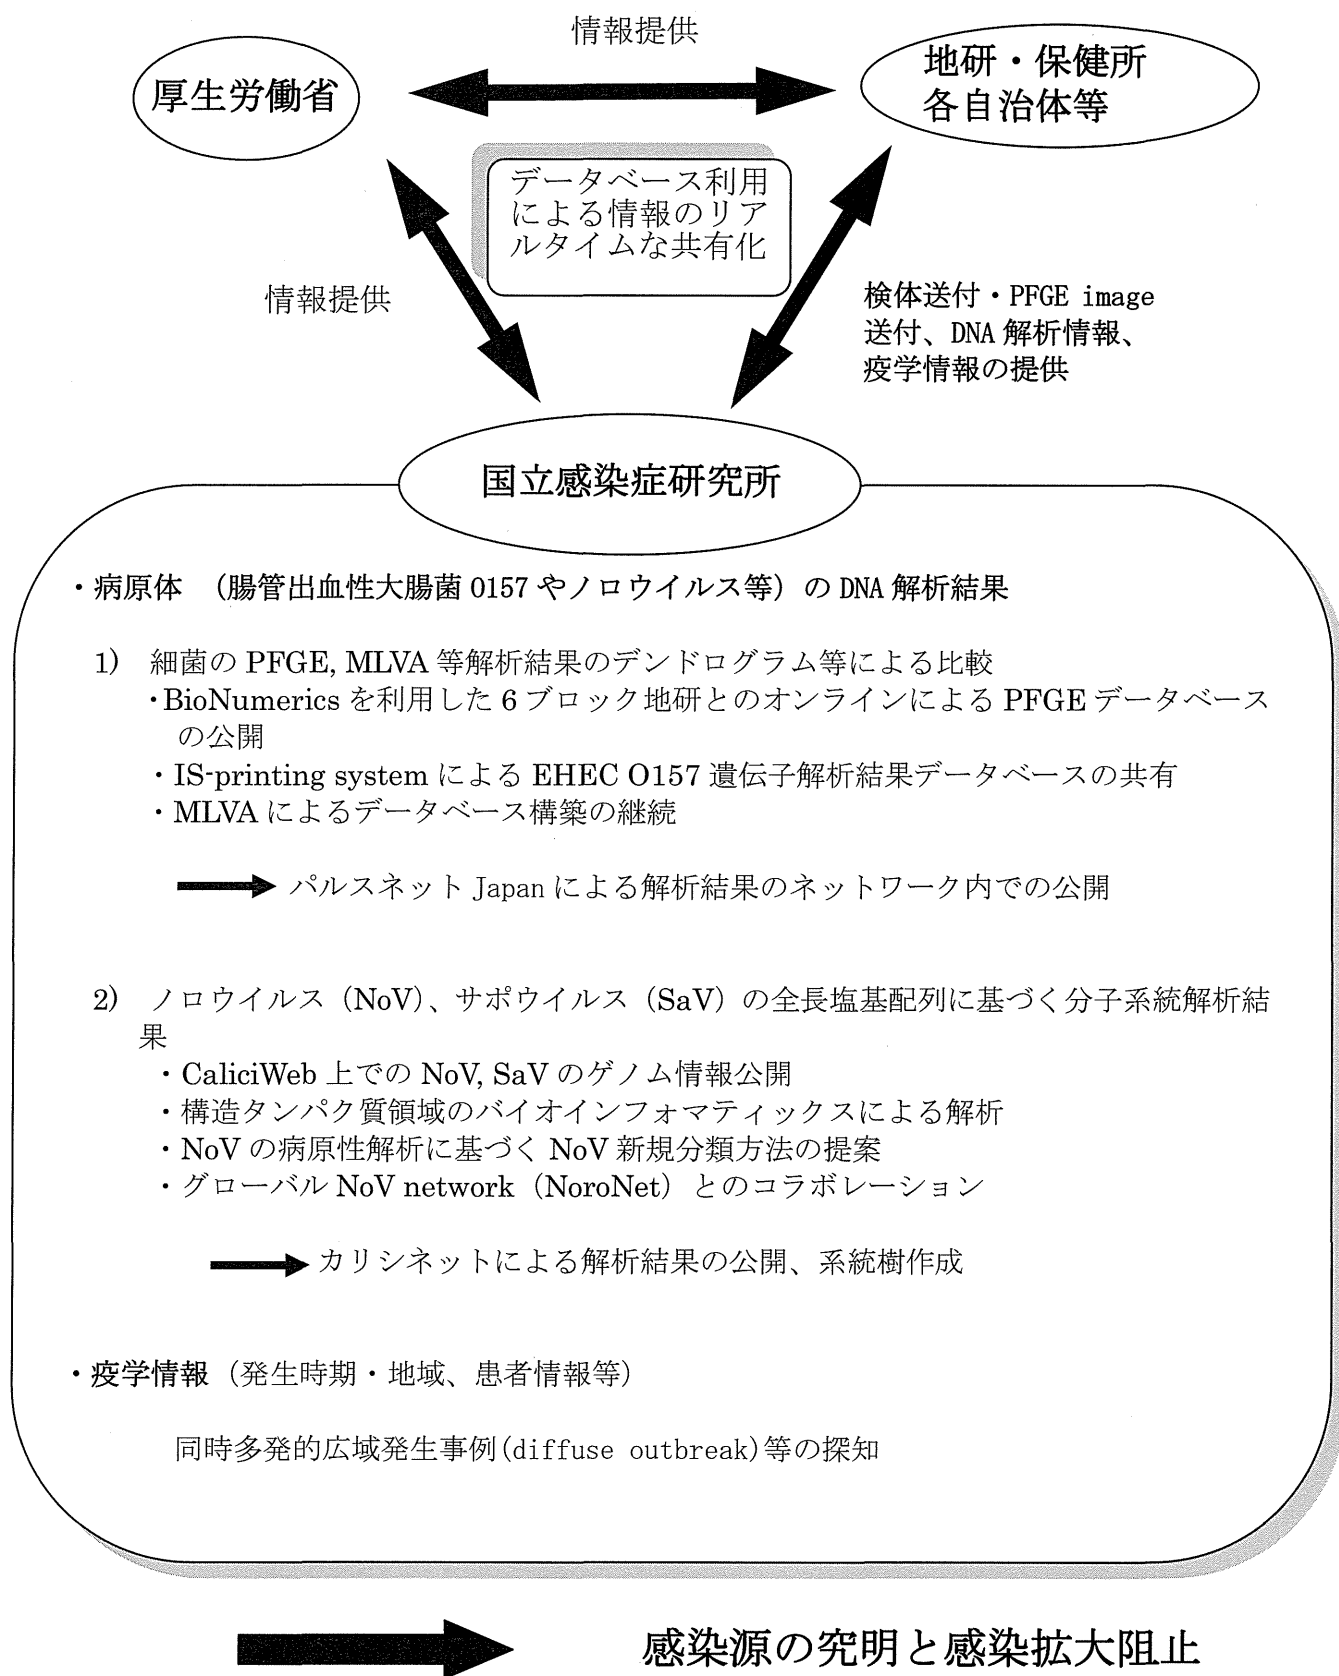 情報提供
厚生労働省
地研・保健所
各自治体等
データベース利用
による情報のリア
ルタイムな共有化
情報提供
検体送付・PFGE image
送付、DNA 解析情報、
疫学情報の提供
国立感染症研究所
・病原体 （腸管出血性大腸菌 0157 やノロウイルス等）の DNA 解析結果
1) 細菌の PFGE, MLVA 等解析結果のデンドログラム等による比較
・BioNumerics を利用した 6 ブロック地研とのオンラインによる PFGE データベース
の公開
・IS-printing system による EHEC O157 遺伝子解析結果データベースの共有
・MLVA によるデータベース構築の継続
パルスネット Japan による解析結果のネットワーク内での公開
2) ノロウイルス（NoV）、サポウイルス（SaV）の全長塩基配列に基づく分子系統解析結
果
・CaliciWeb 上での NoV, SaV のゲノム情報公開
・構造タンパク質領域のバイオインフォマティックスによる解析
・NoV の病原性解析に基づく NoV 新規分類方法の提案
・グローバル NoV network（NoroNet）とのコラボレーション
カリシネットによる解析結果の公開、系統樹作成
・疫学情報（発生時期・地域、患者情報等）
同時多発的広域発生事例(diffuse outbreak)等の探知
感染源の究明と感染拡大阻止